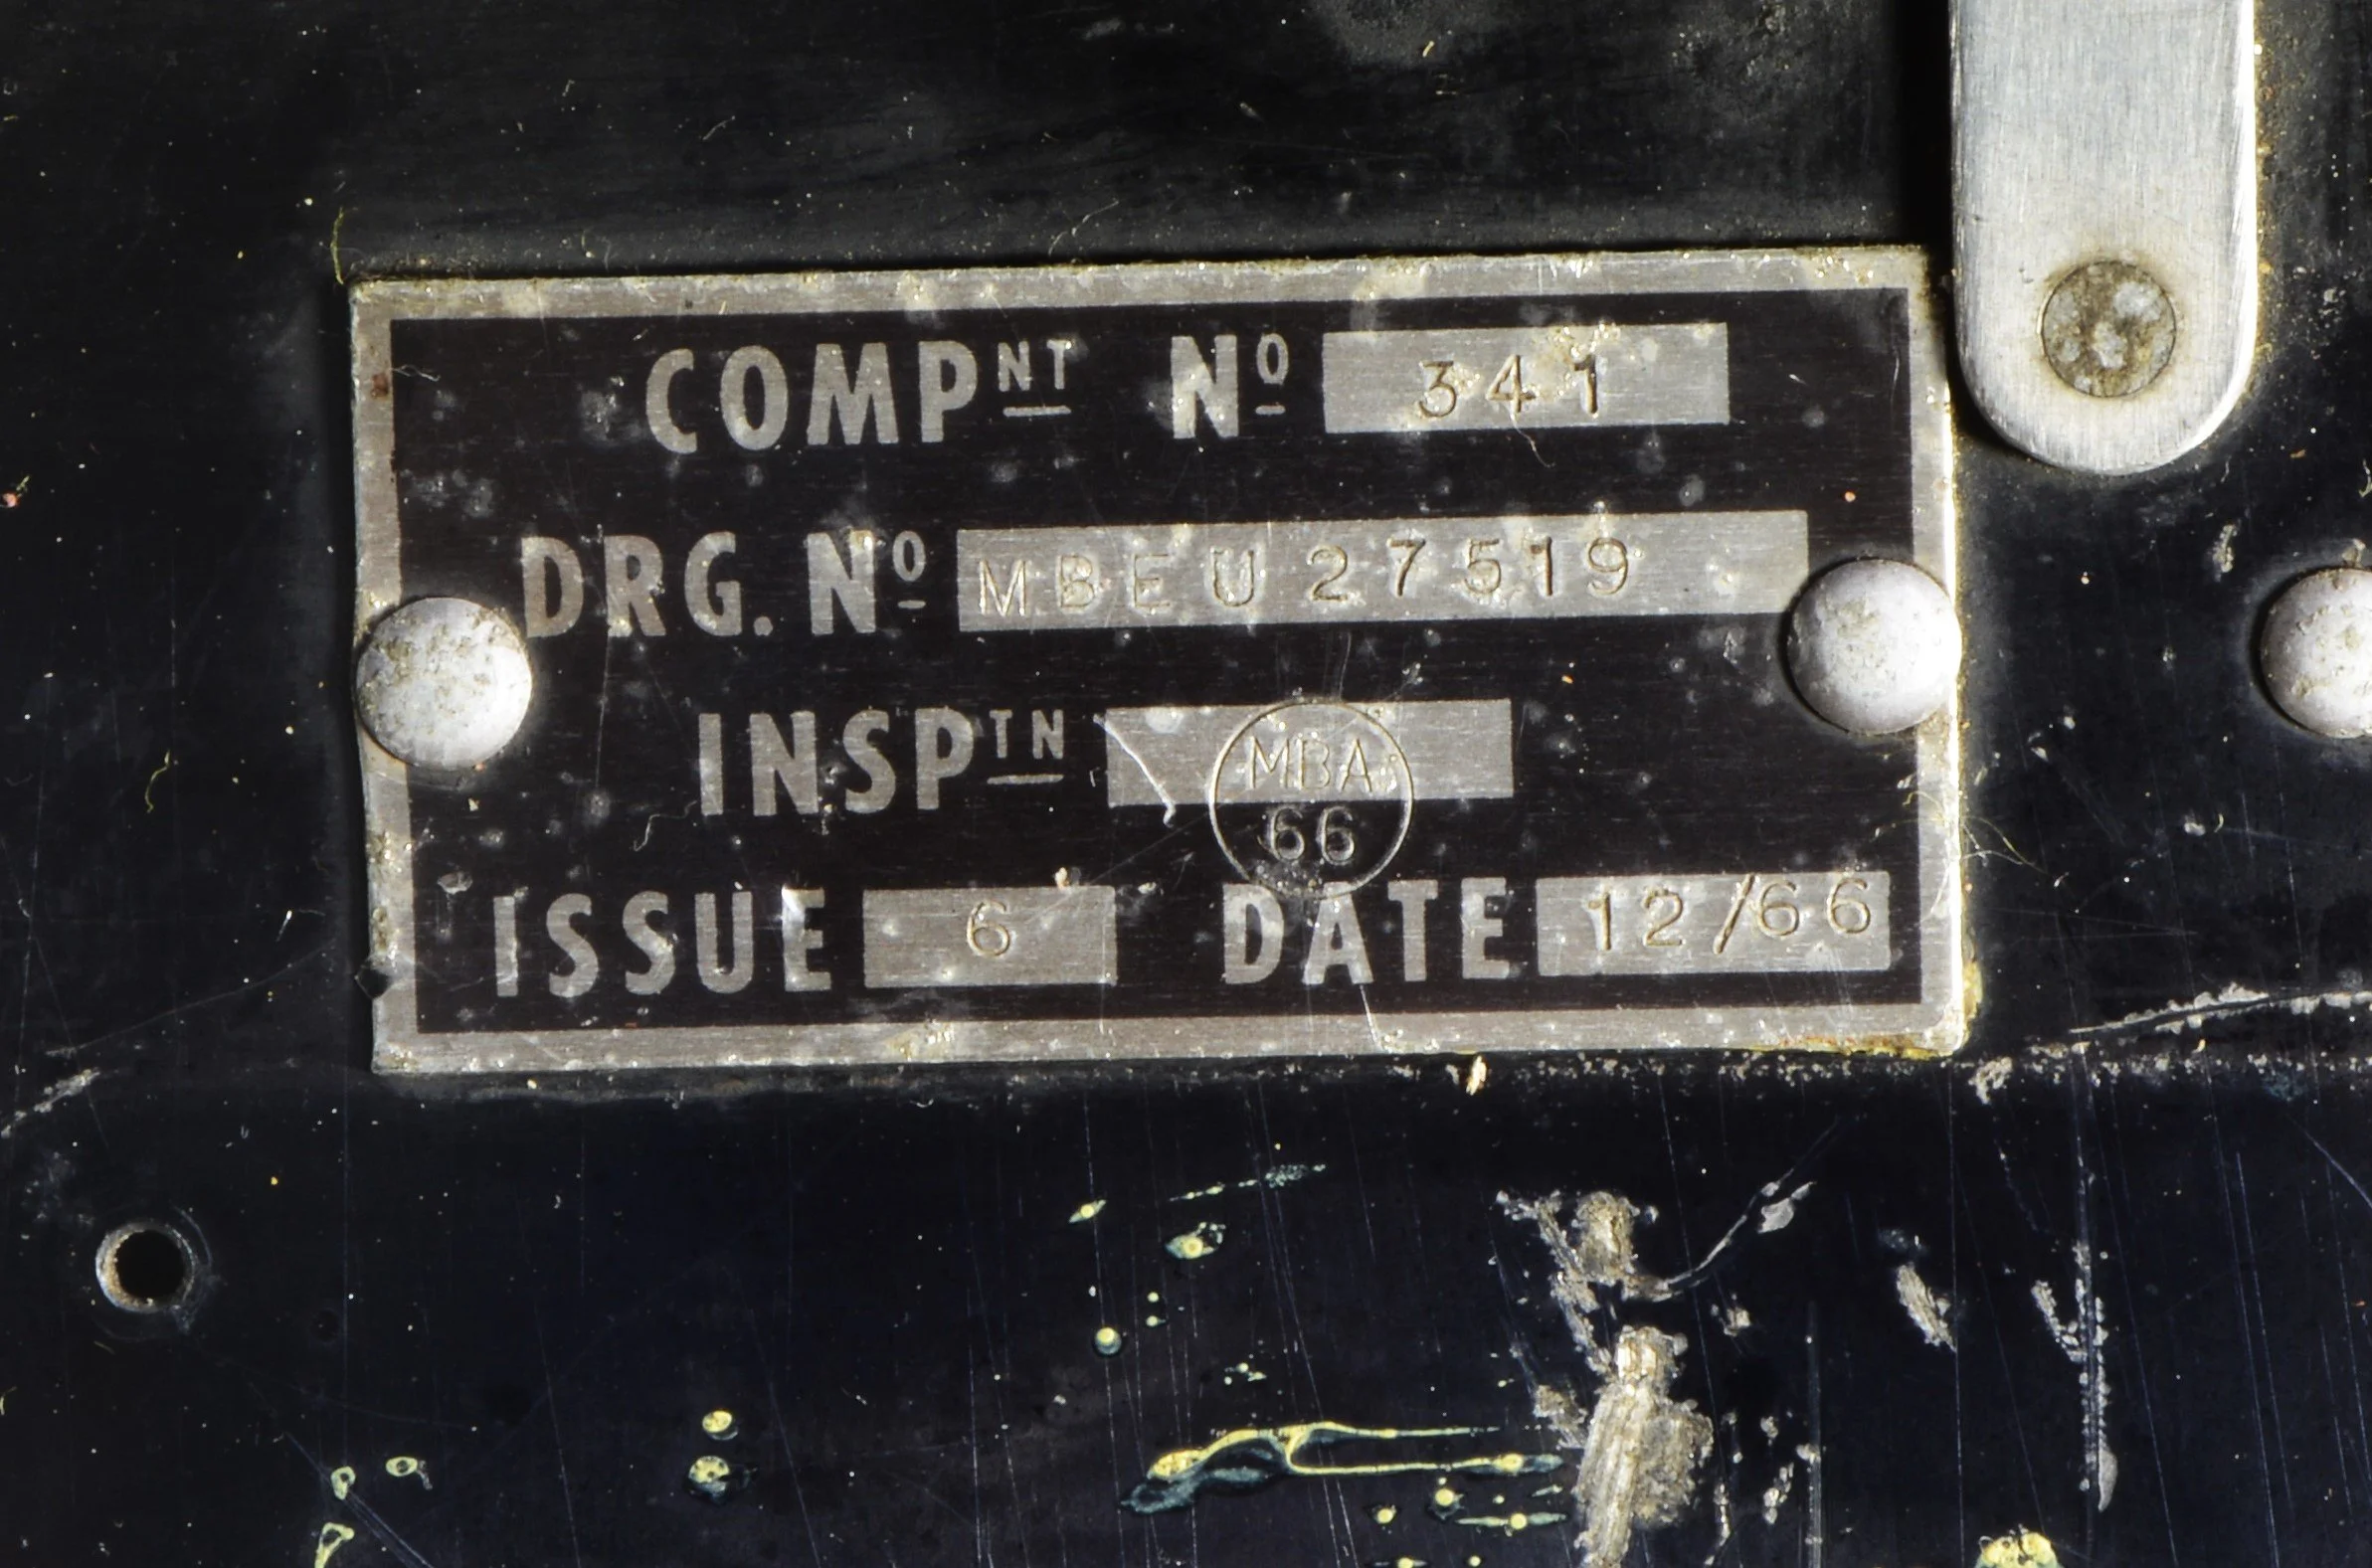 COMPNT No 341
DRG. No MBEU 27519
INSPTN MBA
66
ISSUE 6 DATE 12/66